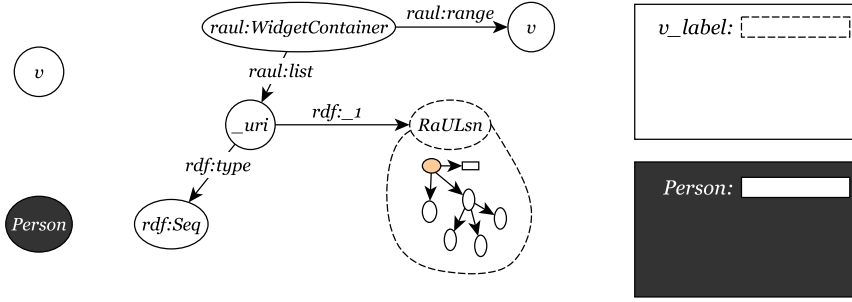 raul:WidgetContainer
raul:range
v
v_label:
v
raul:list
_uri
rdf:_1
RaULsn
rdf:type
Person
rdf:Seq
Person: